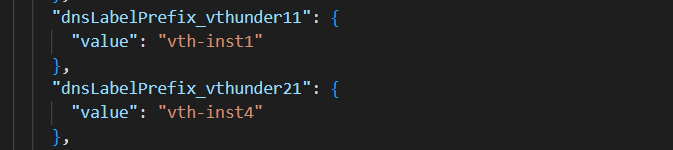 "dnsLabelPrefix_vthunder11": {
"value": "vth-inst1"
},
"dnsLabelPrefix_vthunder21": {
"value": "vth-inst4"
},